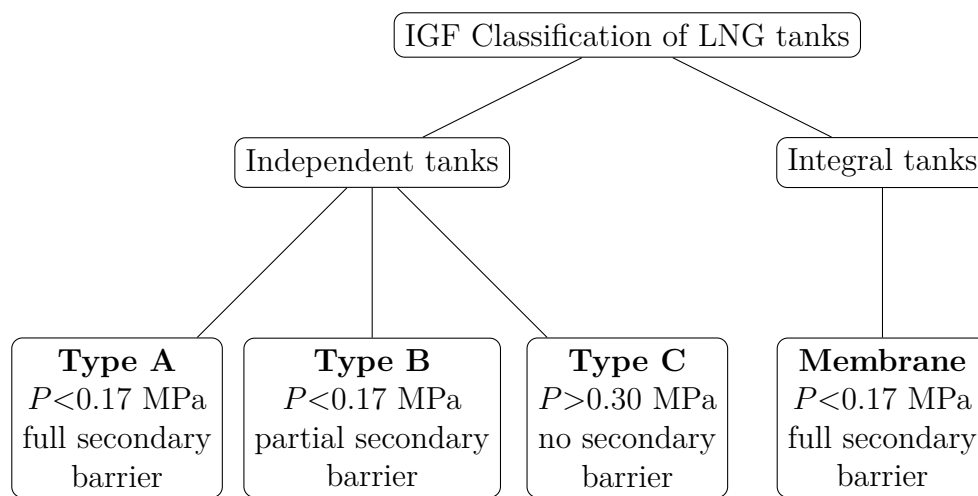 IGF Classification of LNG tanks
Independent tanks
Integral tanks
Type A
P<0.17 MPa
full secondary
barrier
Type B
P<0.17 MPa
partial secondary
barrier
Type C
P>0.30 MPa
no secondary
barrier
Membrane
P<0.17 MPa
full secondary
barrier